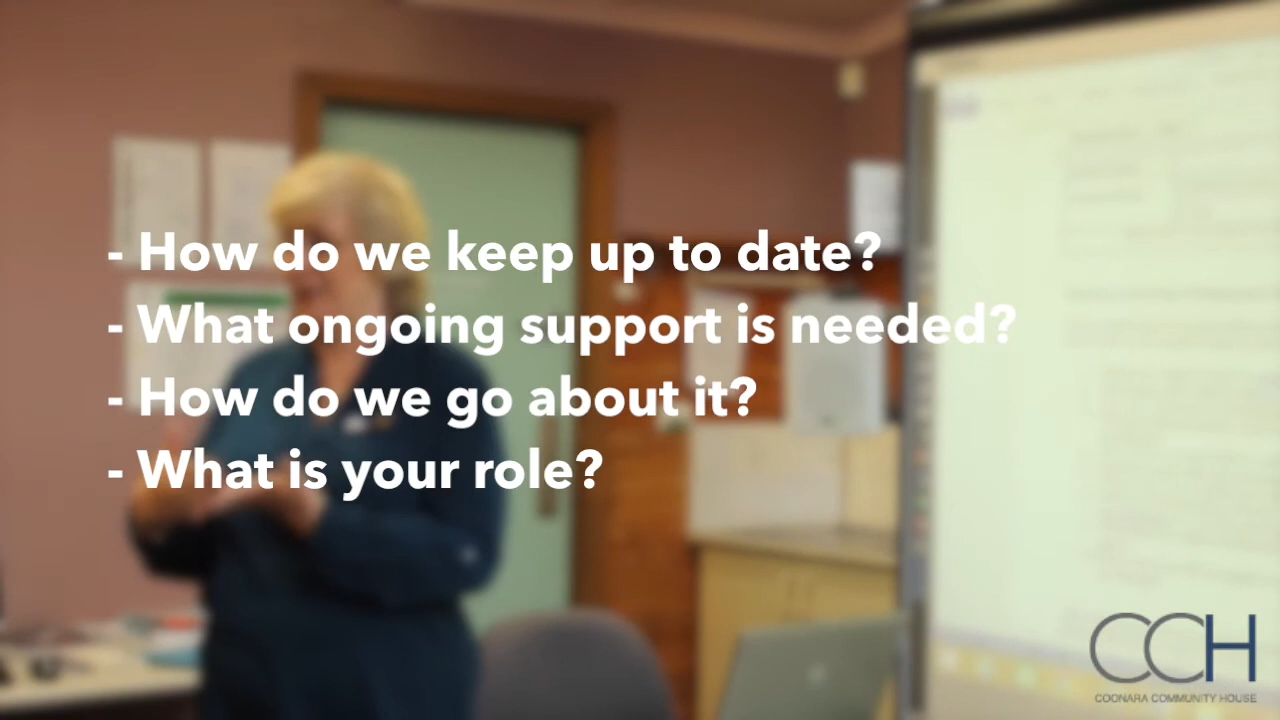 - How do we keep up to date?
- What ongoing support is needed?
- How do we go about it?
- What is your role?
CCH
COONARA COMMUNITY HOUSE